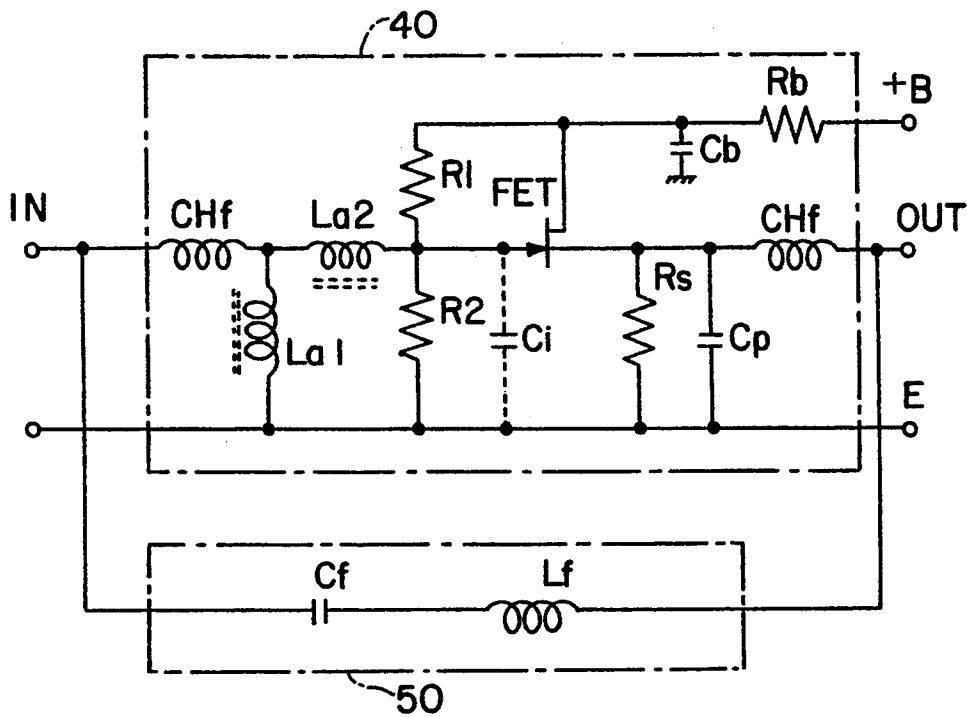 40
Rb
+B
R1
Cb
FET
IN
CHf
La2
CHf
OUT
R2
Ci
Rs
Cp
La1
E
Cf
Lf
50